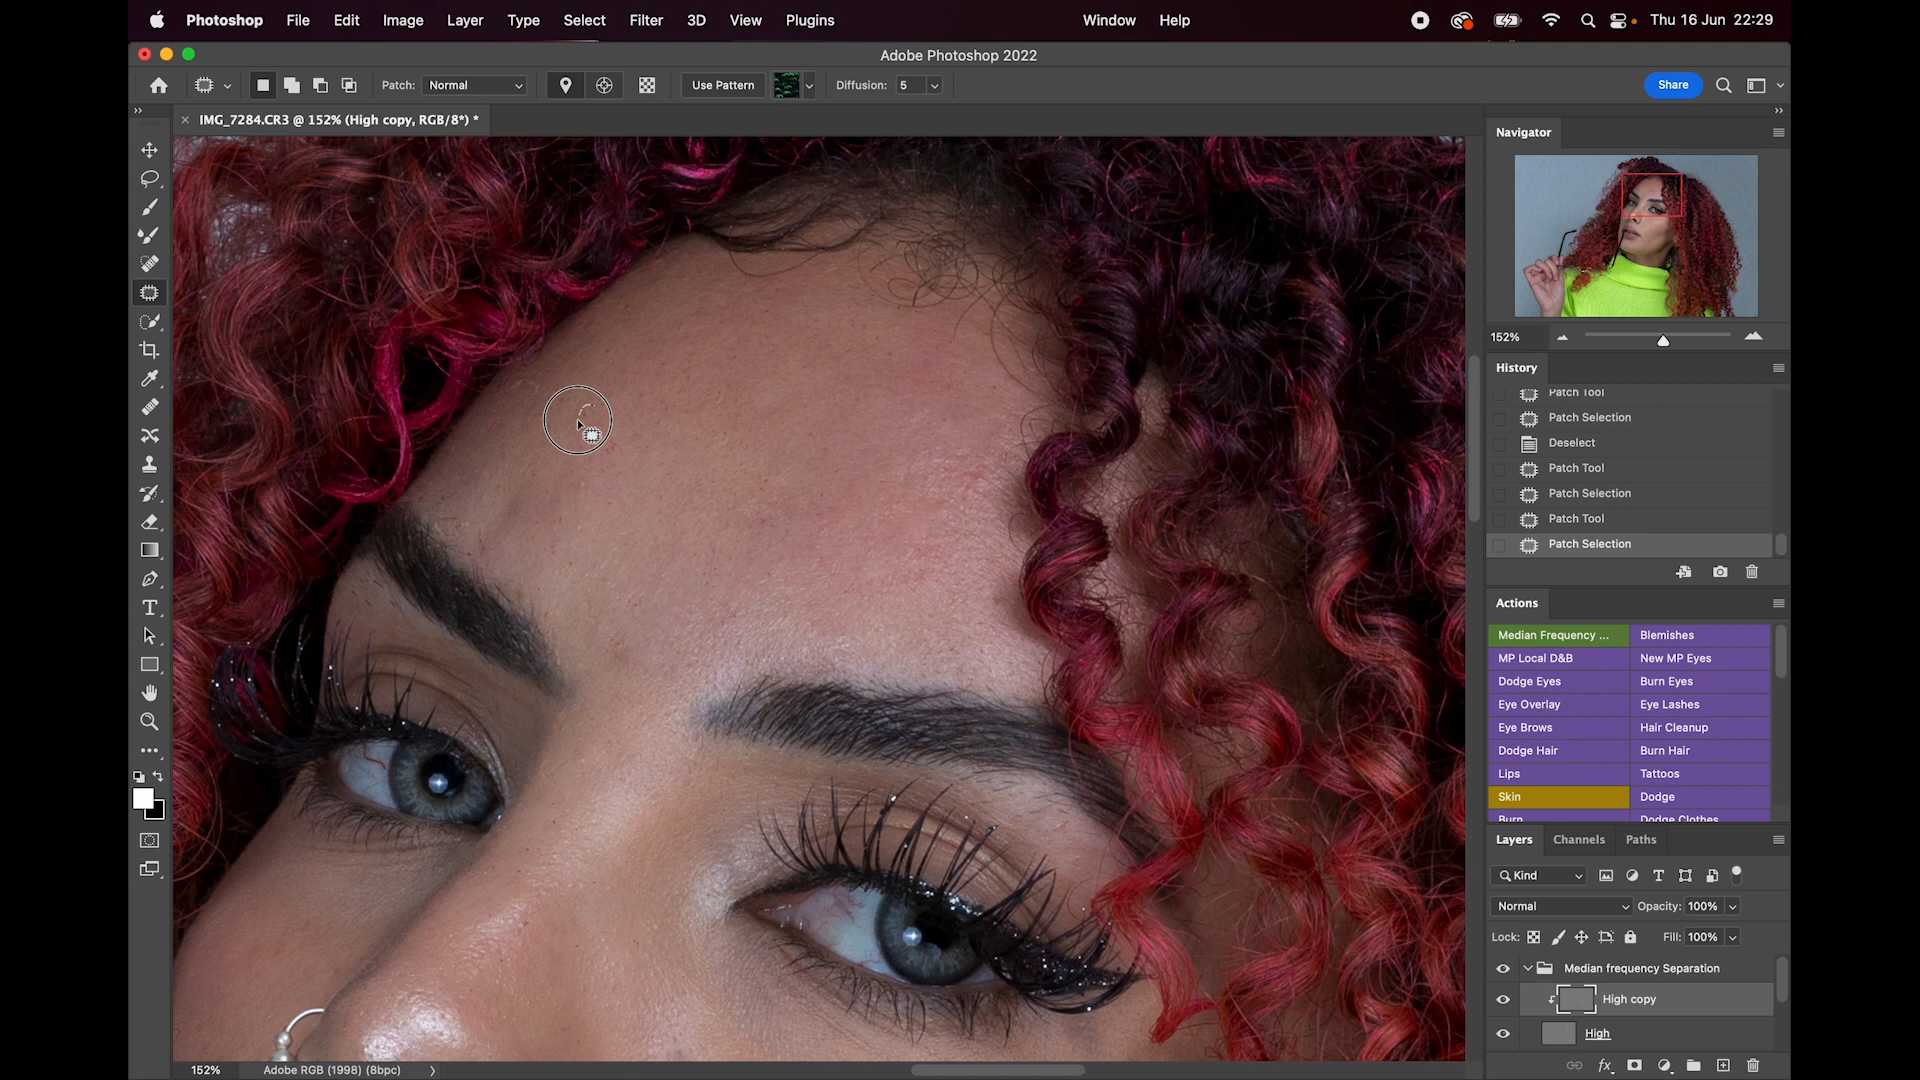 Photoshop File Edit Image Layer Type Select Filter 3D View Plugins Window Help Thu 16 Jun 22:29
Adobe Photoshop 2022
Patch: Normal Use Pattern Diffusion: 5 Share
IMG_7284.CR3 @ 152% (High copy, RGB/8*) *
Navigator
152%
History
Patch Tool
Patch Selection
Deselect
Patch Tool
Patch Selection
Patch Tool
Patch Selection
Actions
Median Frequency ... Blemishes
MP Local D&B New MP Eyes
Dodge Eyes Burn Eyes
Eye Overlay Eye Lashes
Eye Brows Hair Cleanup
Dodge Hair Burn Hair
Lips Tattoos
Skin Dodge
Burn Dodge Clothes
Layers Channels Paths
Kind
Normal Opacity: 100%
Lock: Fill: 100%
Median frequency Separation
High copy
High
152% Adobe RGB (1998) (8bpc)